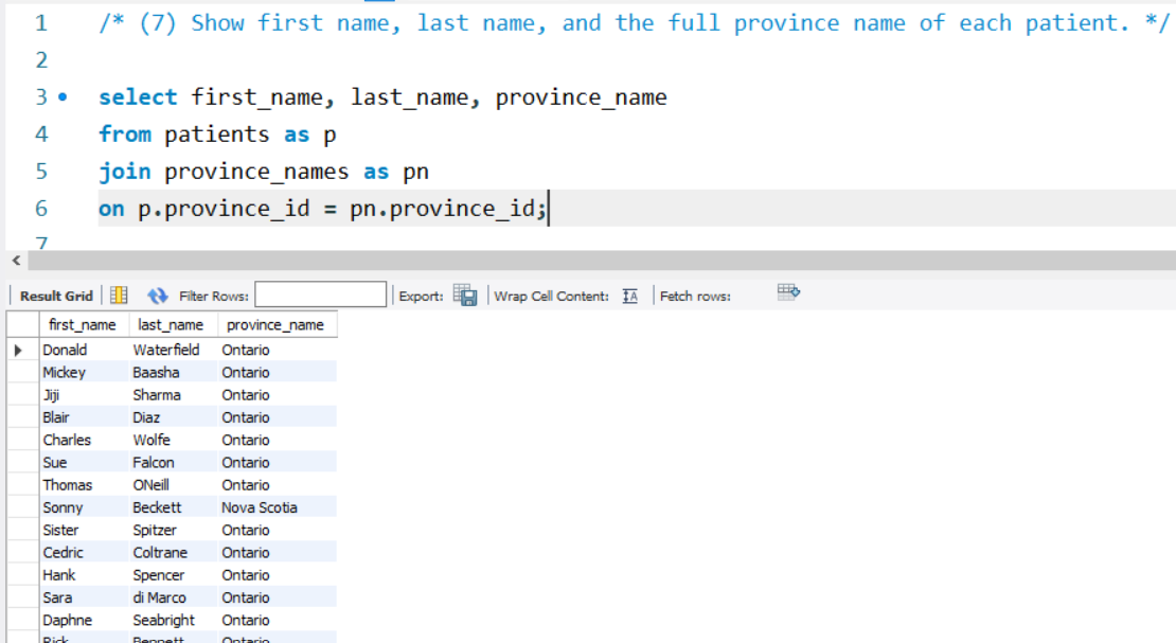 1 /* (7) Show first name, last name, and the full province name of each patient. */
2
3 select first_name, last_name, province_name
4 from patients as p
5 join province_names as pn
6 on p.province_id = pn.province_id;
7
Result Grid Filter Rows: Export: Wrap Cell Content: IA Fetch rows:
first_name last_name province_name
Donald Waterfield Ontario
Mickey Baasha Ontario
Jiji Sharma Ontario
Blair Diaz Ontario
Charles Wolfe Ontario
Sue Falcon Ontario
Thomas ONeill Ontario
Sonny Beckett Nova Scotia
Sister Spitzer Ontario
Cedric Coltrane Ontario
Hank Spencer Ontario
Sara di Marco Ontario
Daphne Seabright Ontario
Rick Bennett Ontario